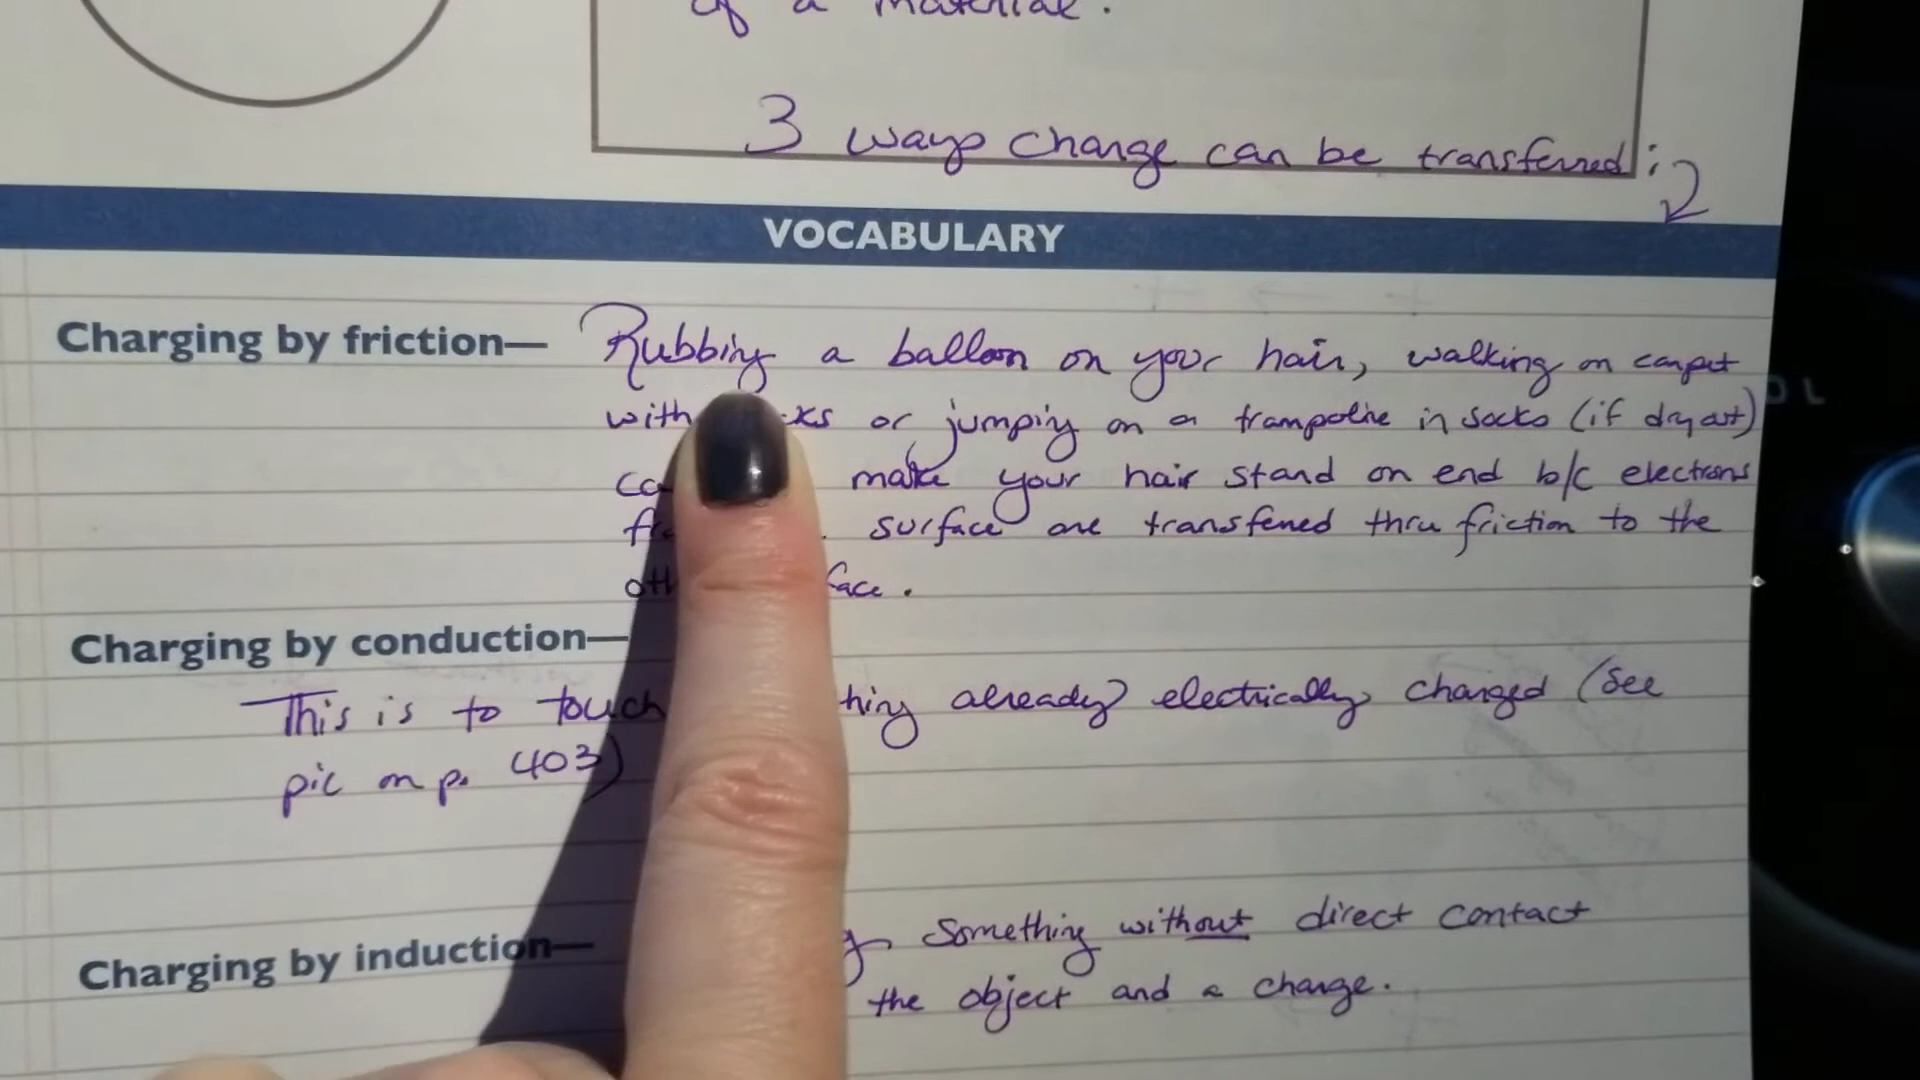 of a material.
3 ways charge can be transferred:
VOCABULARY
Charging by friction— Rubbing a balloon on your hair, walking on carpet
with or jumping on a trampoline in socks (if dry out)
make your hair stand on end b/c electrons
surface are transferred thru friction to the
face.
Charging by conduction—
This is to touch thing already electrically charged (See
pic on p. 403)
Charging by induction— something without direct contact
the object and a charge.